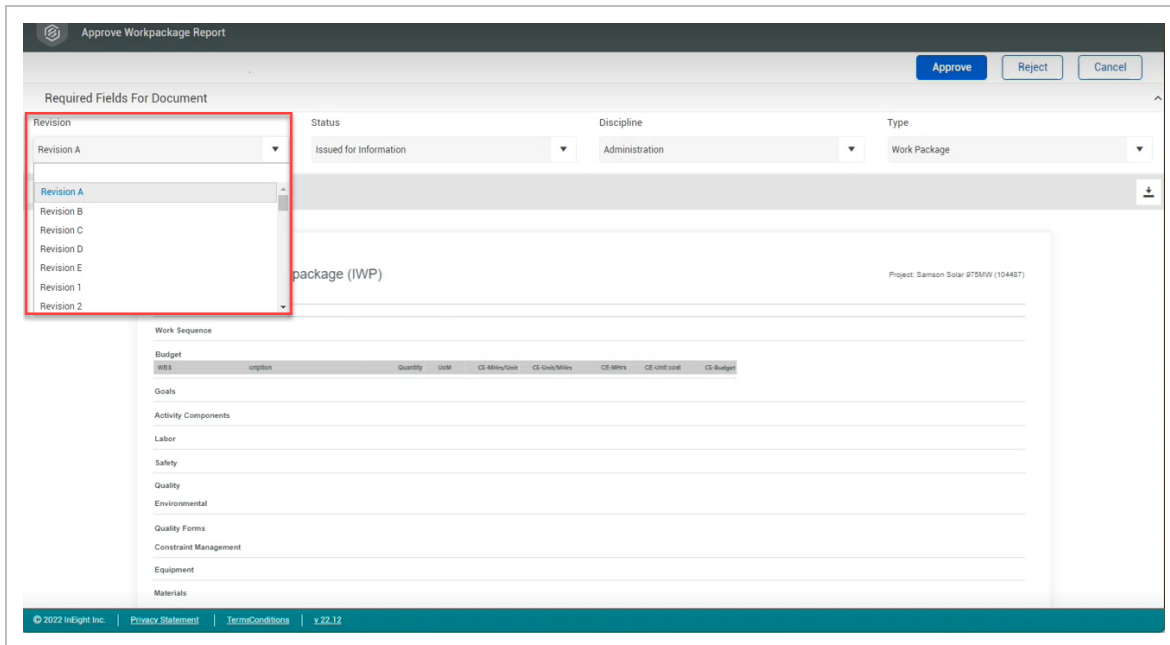 Approve Workpackage Report
Approve Reject Cancel
Required Fields For Document
Revision Status Discipline Type
Revision A Issued for Information Administration Work Package
Revision A
Revision B
Revision C
Revision D
Revision E
Revision 1
Revision 2
package (IWP)
Project: Samson Solar 975MW (104487)
Work Sequence
Budget
WBS cription Quantity UoM CE-MHrs/Unit CE-Unit/MHrs CE-MHrs CE-Unit cost CE-Budget
Goals
Activity Components
Labor
Safety
Quality
Environmental
Quality Forms
Constraint Management
Equipment
Materials
© 2022 InEight Inc. | Privacy Statement | TermsConditions | v 22.12